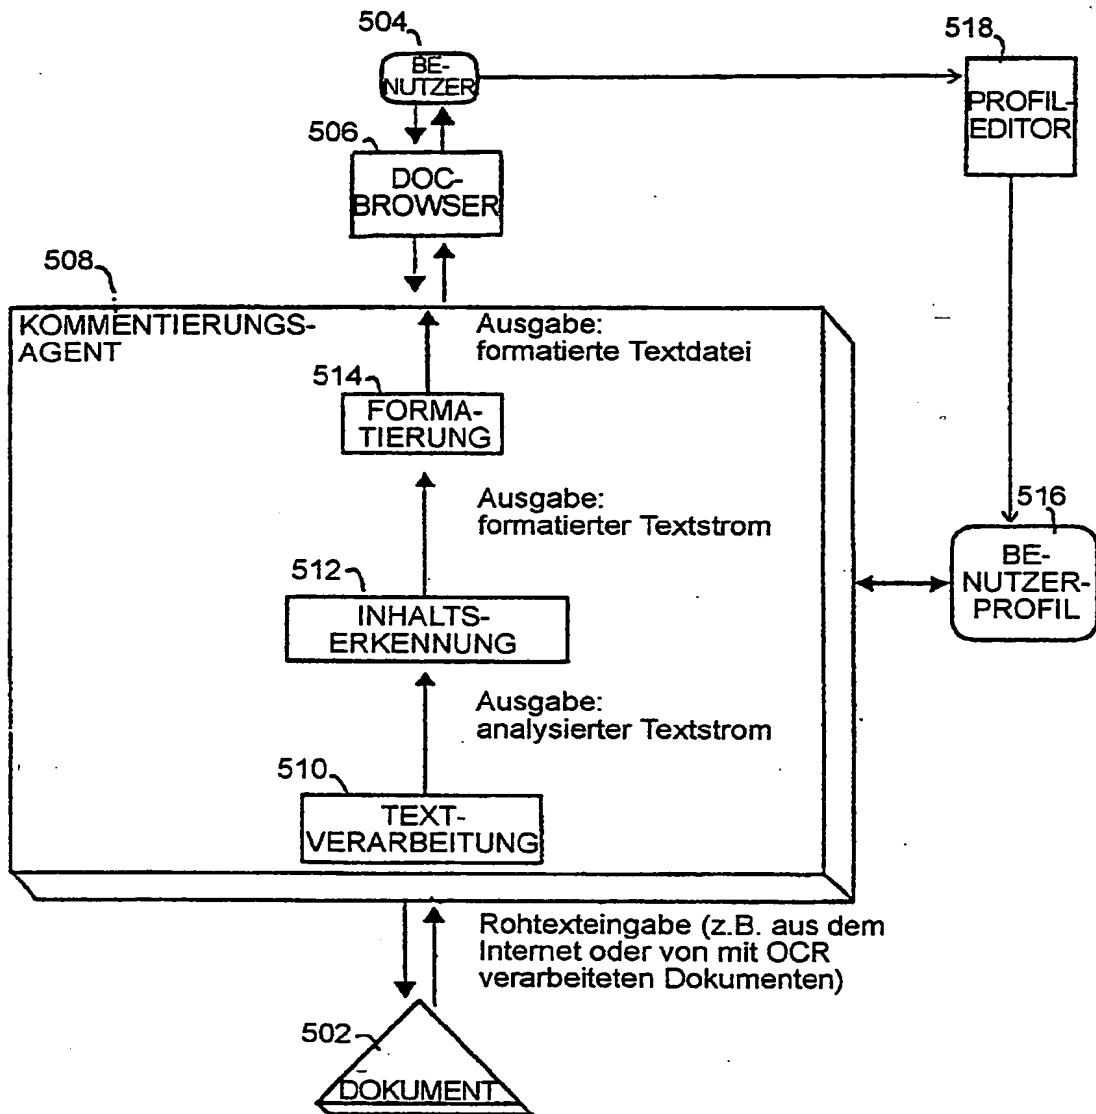 504
BE-
NUTZER
518
PROFIL-
EDITOR
506
DOC-
BROWSER
508
KOMMENTIERUNGS-
AGENT
Ausgabe:
formatierte Textdatei
514
FORMA-
TIERUNG
Ausgabe:
formatierter Textstrom
516
BE-
NUTZER-
PROFIL
512
INHALTS-
ERKENNUNG
Ausgabe:
analysierter Textstrom
510
TEXT-
VERARBEITUNG
Rohtexteingabe (z.B. aus dem
Internet oder von mit OCR
verarbeiteten Dokumenten)
502
DOKUMENT